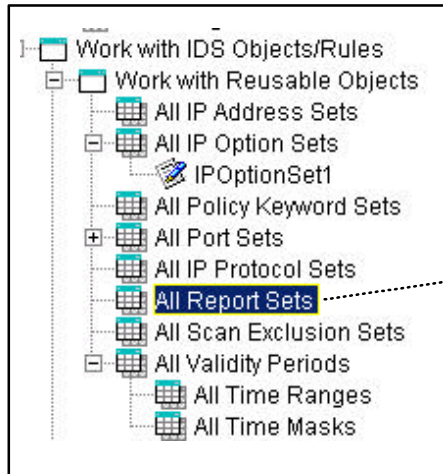 Work with IDS Objects/Rules
Work with Reusable Objects
All IP Address Sets
All IP Option Sets
IPOptionSet1
All Policy Keyword Sets
All Port Sets
All IP Protocol Sets
All Report Sets
All Scan Exclusion Sets
All Validity Periods
All Time Ranges
All Time Masks